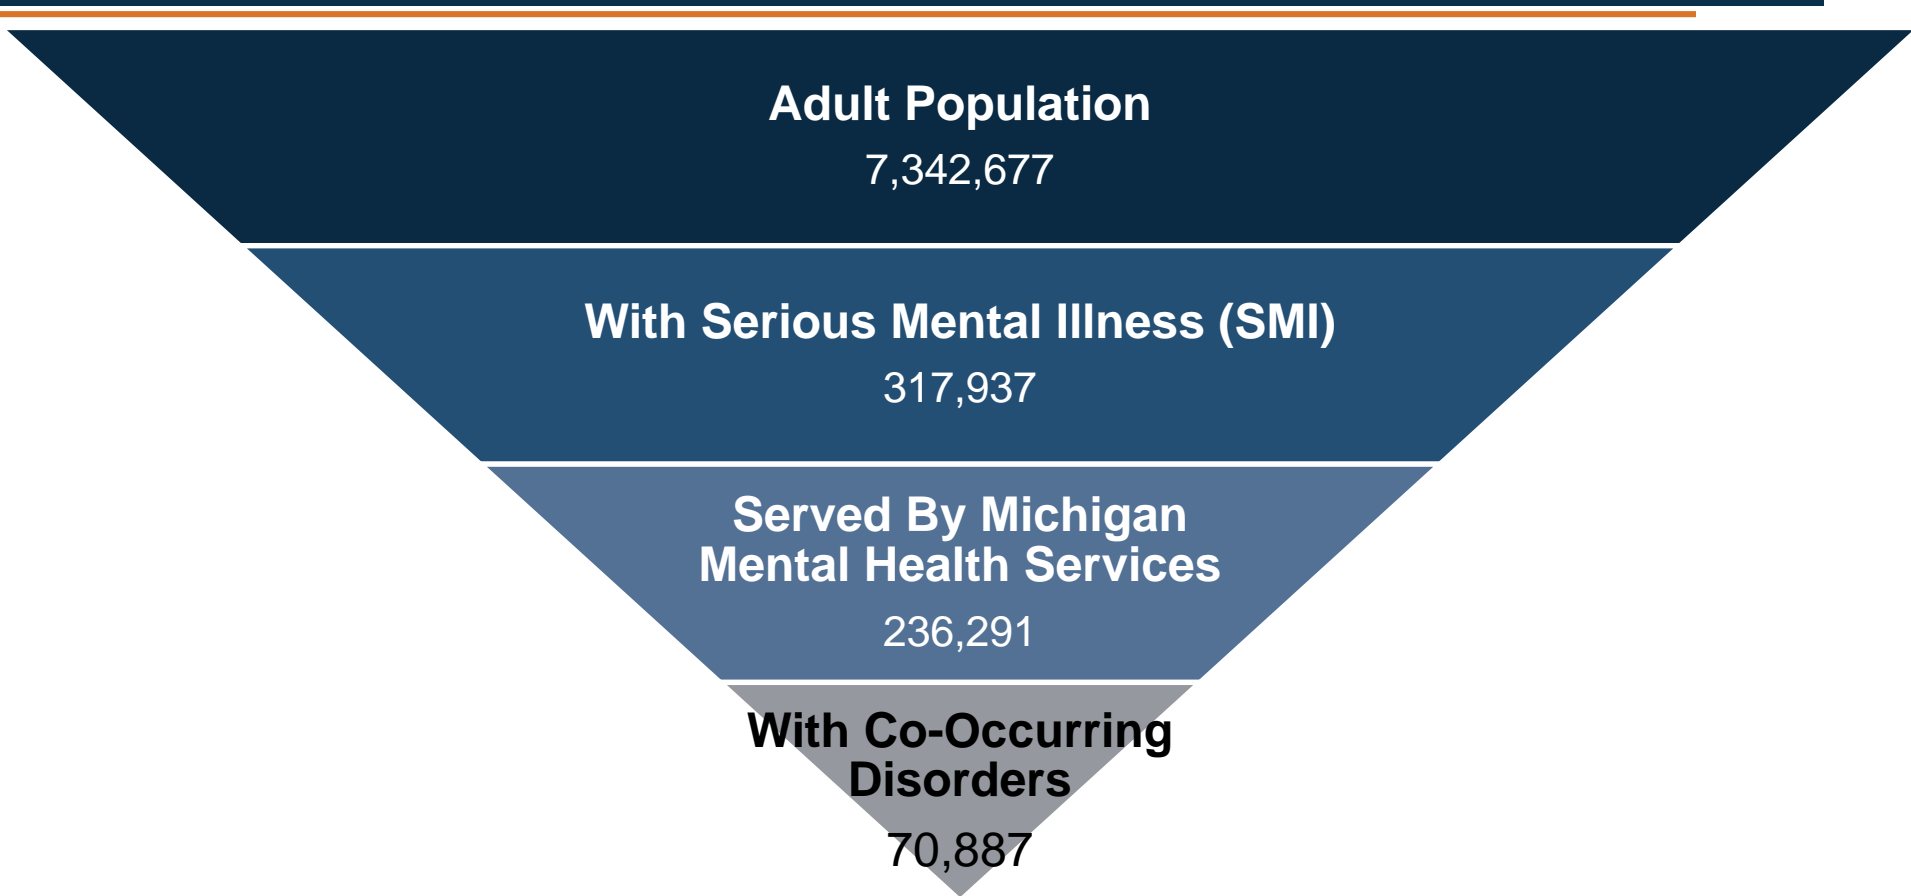 Adult Population
7,342,677
With Serious Mental Illness (SMI)
317,937
Served By Michigan
Mental Health Services
236,291
With Co-Occurring
Disorders
70,887